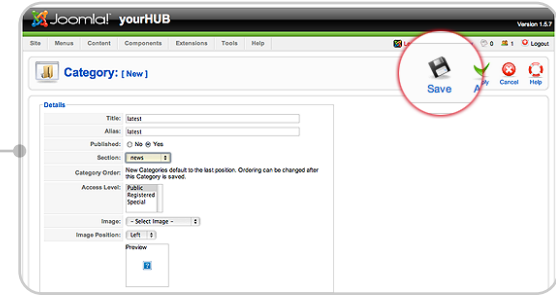 Joomla! yourHUB
Version 1.5.7
Site Menus Content Components Extensions Tools Help 0 1 Logout
Category: [ New ]
Save Cancel Help
Details
Title: latest
Alias: latest
Published: No Yes
Section: news
Category Order: New Categories default to the last position. Ordering can be changed after
this Category is saved.
Access Level: Public
Registered
Special
Image: - Select Image -
Image Position: Left
Preview
?